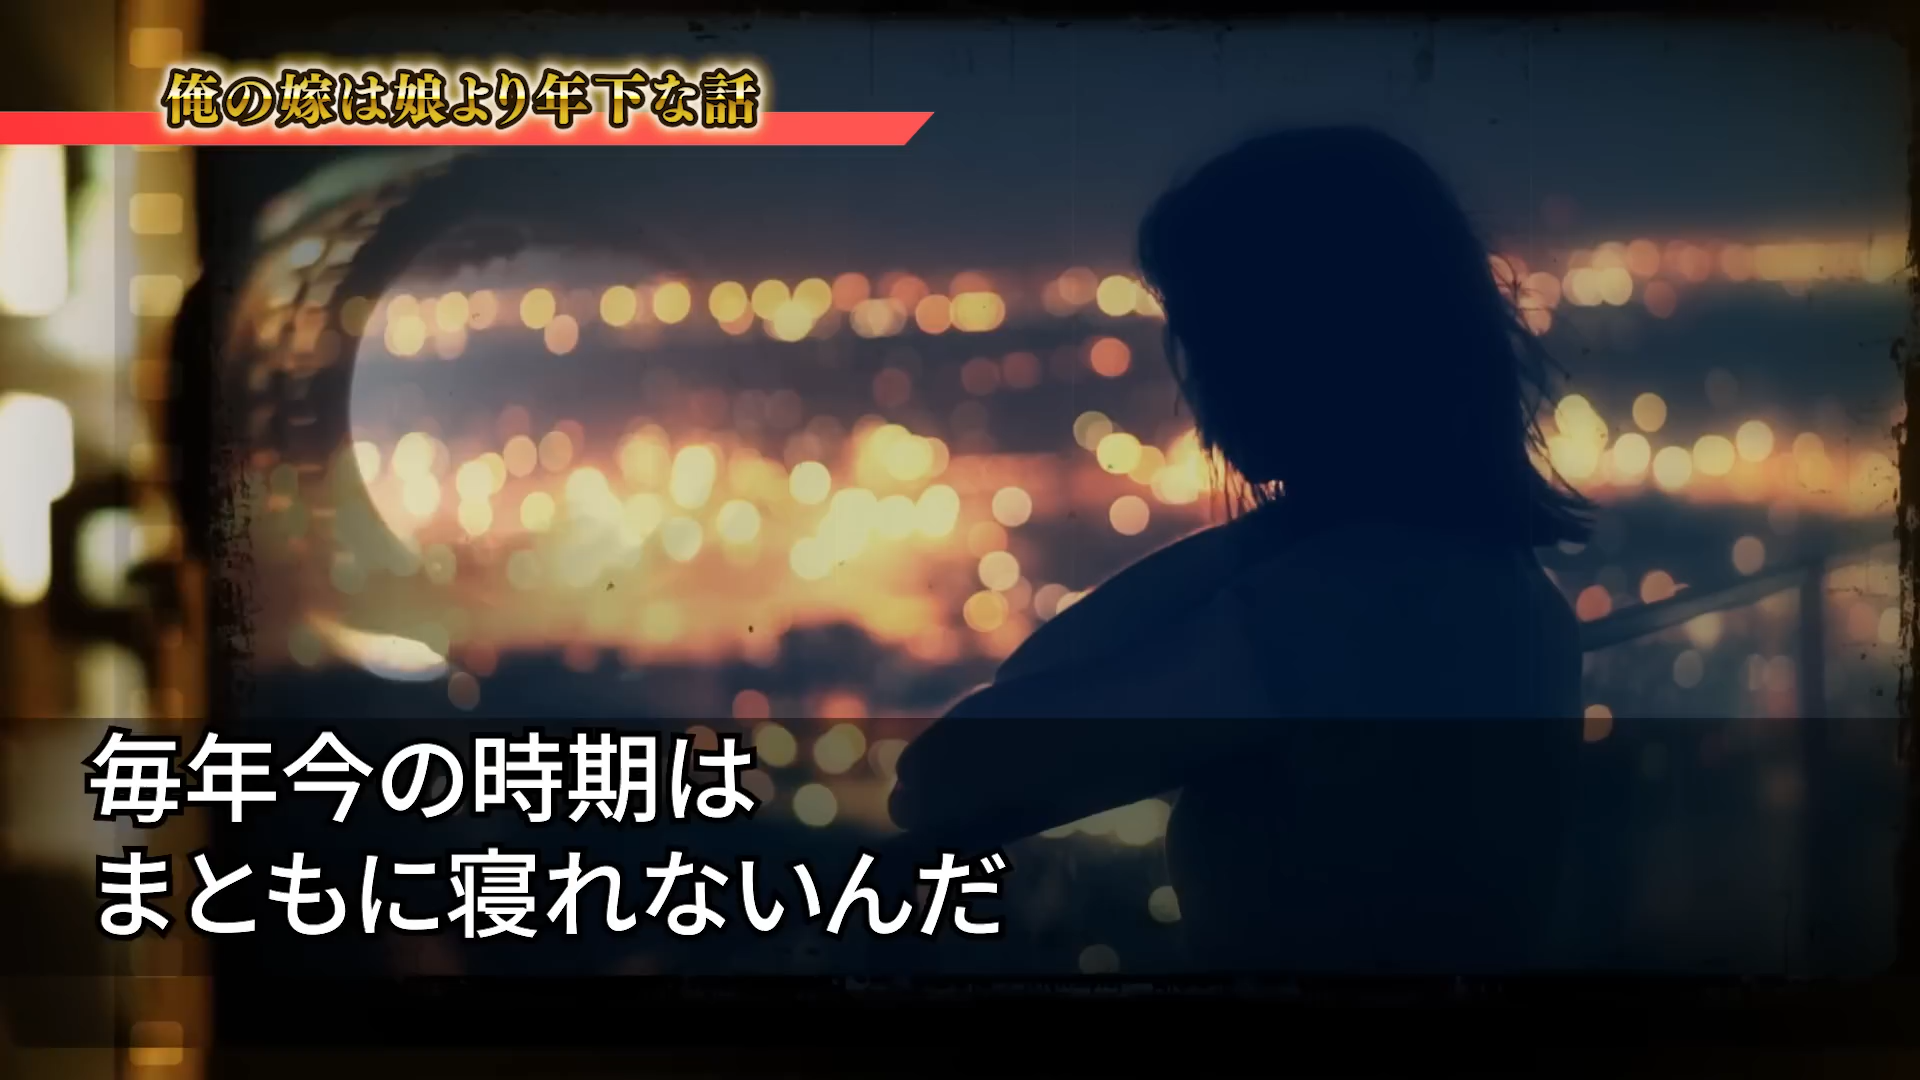 俺の嫁は娘より年下な話
毎年今の時期は
まともに寝れないんだ